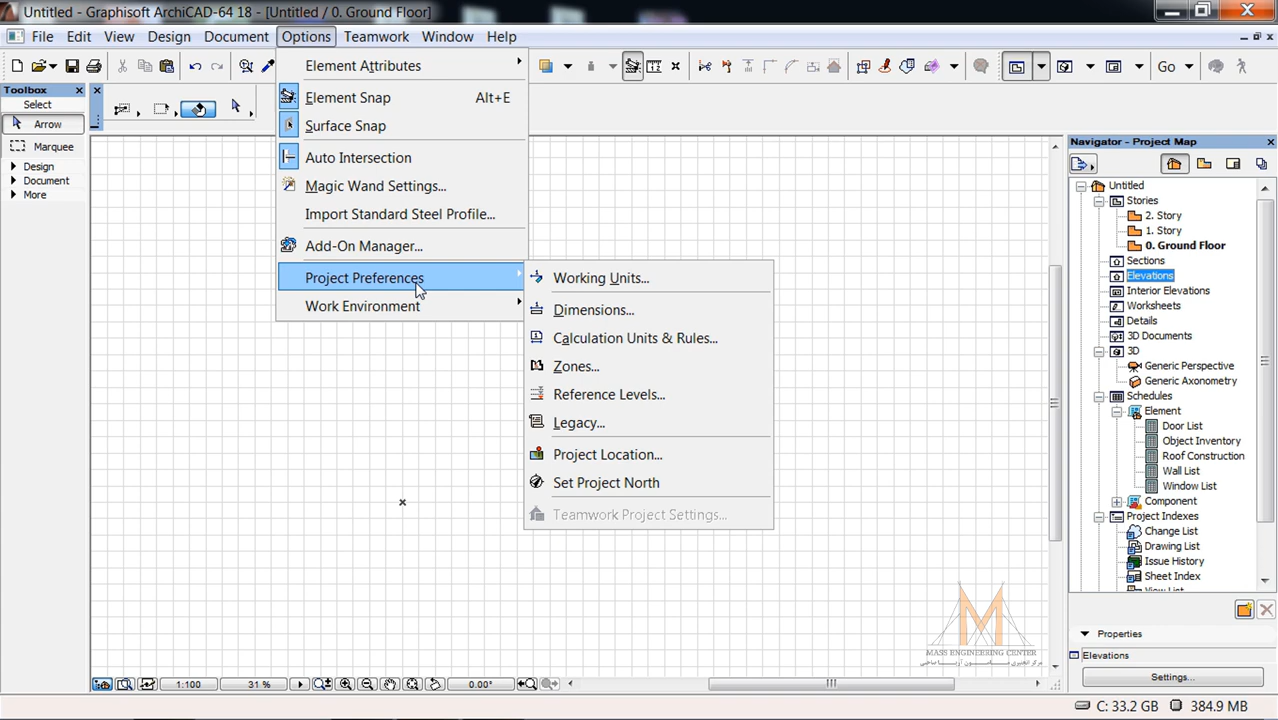 Untitled - Graphisoft ArchiCAD-64 18 - [Untitled / 0. Ground Floor]
File Edit View Design Document Options Teamwork Window Help
Go
Toolbox
Select
Arrow
Marquee
Design
Document
More
Element Attributes
Element Snap Alt+E
Surface Snap
Auto Intersection
Magic Wand Settings...
Import Standard Steel Profile...
Add-On Manager...
Project Preferences
Work Environment
Working Units...
Dimensions...
Calculation Units & Rules...
Zones...
Reference Levels...
Legacy...
Project Location...
Set Project North
Teamwork Project Settings...
Navigator - Project Map
Untitled
Stories
2. Story
1. Story
0. Ground Floor
Sections
Elevations
Interior Elevations
Worksheets
Details
3D Documents
3D
Generic Perspective
Generic Axonometry
Schedules
Element
Door List
Object Inventory
Roof Construction
Wall List
Window List
Component
Project Indexes
Change List
Drawing List
Issue History
Sheet Index
Properties
Elevations
Settings...
MASS ENGINEERING CENTER
1:100
31 %
0.00°
C: 33.2 GB
384.9 MB